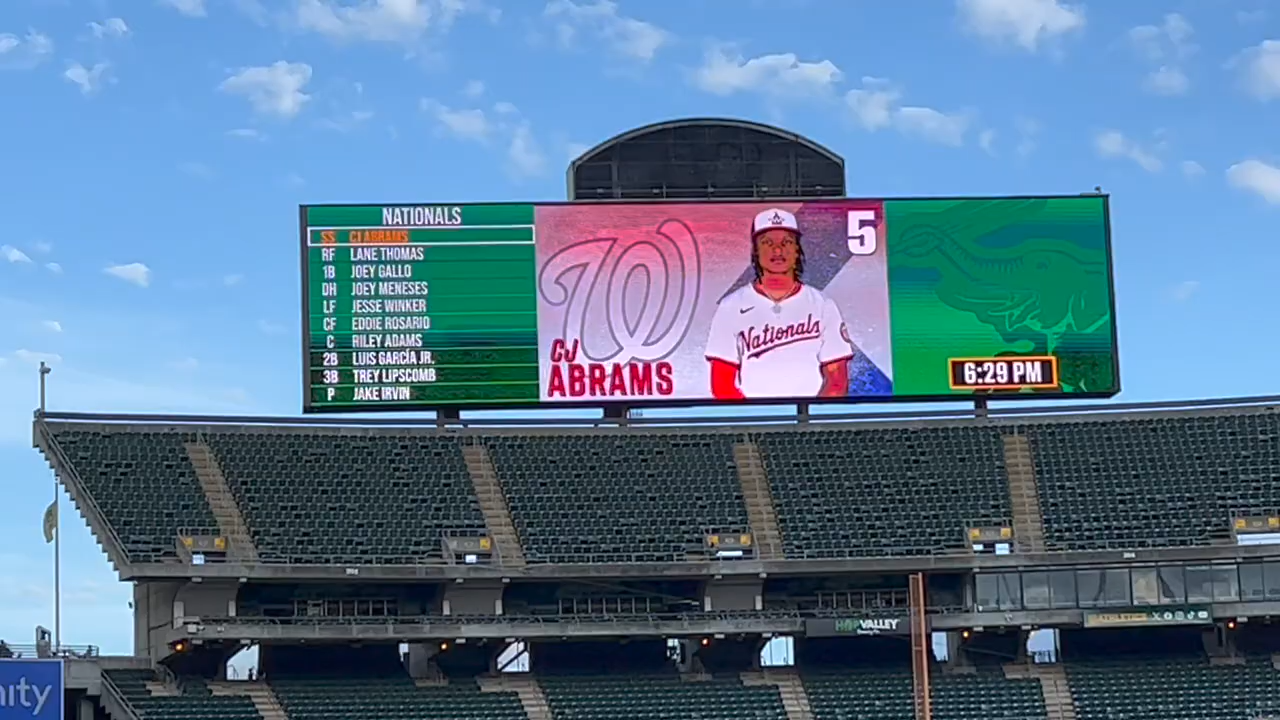 NATIONALS
SS CJ ABRAMS
RF LANE THOMAS
1B JOEY GALLO
DH JOEY MENESES
LF JESSE WINKER
CF EDDIE ROSARIO
C RILEY ADAMS
2B LUIS GARCÍA JR.
3B TREY LIPSCOMB
P JAKE IRVIN
W
CJ
ABRAMS
5
Nationals
6:29 PM
HOP VALLEY
nity